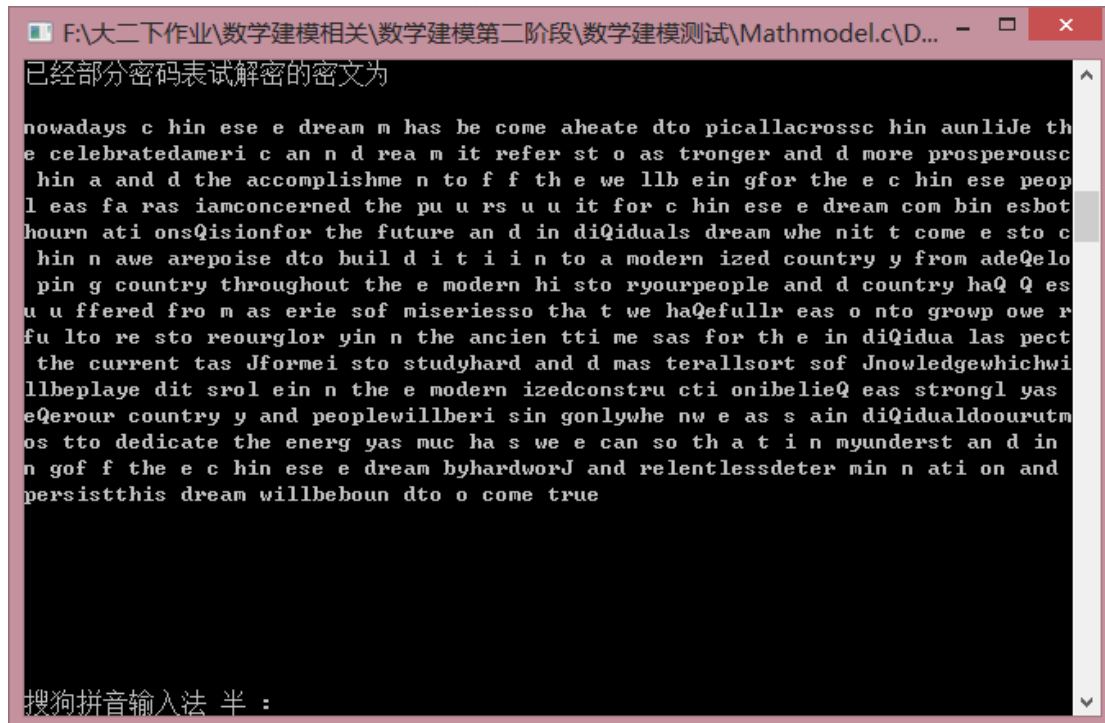 F:\大二下作业\数学建模相关\数学建模第二阶段\数学建模测试\Mathmodel.c\D...
已经部分密码表试解密的密文为
nowadays c hin ese e dream m has be come aheate dto picallacrossc hin aunliJe th
e celebratedameri c an n d rea m it refer st o as tronger and d more prosperousc
hin a and d the accomplishme n to f f th e we llb ein gfor the e c hin ese peop
l eas fa ras iamconcerned the pu u rs u u it for c hin ese e dream com bin esbot
hourn ati onsQisionfor the future an d in diQiduals dream whe nit t come e sto c
hin n awe arepoise dto buil d i t i i n to a modern ized country y from adeQelo
pin g country throughout the e modern hi sto ryourpeople and d country haQ Q es
u u ffered fro m as erie sof miseriesso tha t we haQefullr eas o nto growp owe r
fu lto re sto reourglor yin n the ancien tti me sas for th e in diQidua las pect
the current tas Jformei sto studyhard and d mas terallsort sof Jnowledgewhichwi
llbeplaye dit srol ein n the e modern izedconstru cti onibelieQ eas strongl yas
eQerour country y and peoplewillberi sin gonlywhe nw e as s ain diQidualdoourutm
os tto dedicate the energ yas muc ha s we e can so th a t i n myunderst an d in
n gof f the e c hin ese e dream byhardworJ and relentlessdeter min n ati on and
persistthis dream willbeboun dto o come true
搜狗拼音输入法 半 :